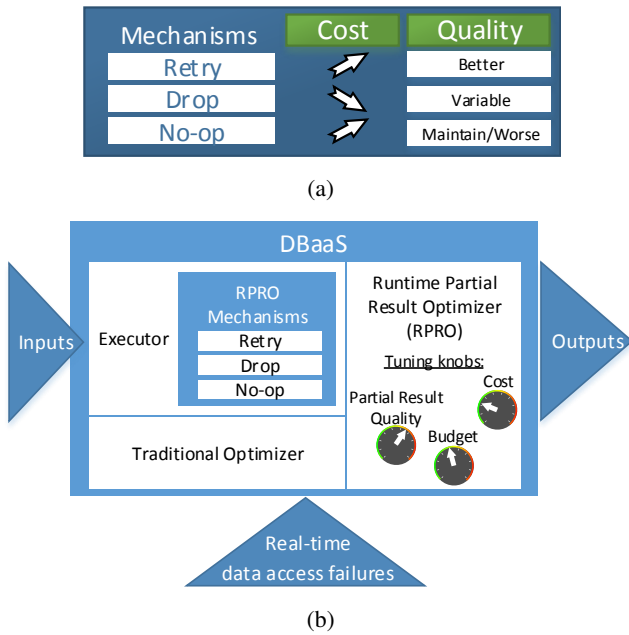 Mechanisms
Cost
Quality
Retry
Better
Drop
Variable
No-op
Maintain/Worse
(a)
DBaaS
Inputs
Executor
RPRO
Mechanisms
Retry
Drop
No-op
Traditional Optimizer
Runtime Partial
Result Optimizer
(RPRO)
Tuning knobs:
Cost
Partial Result
Quality
Budget
Outputs
Real-time
data access failures
(b)